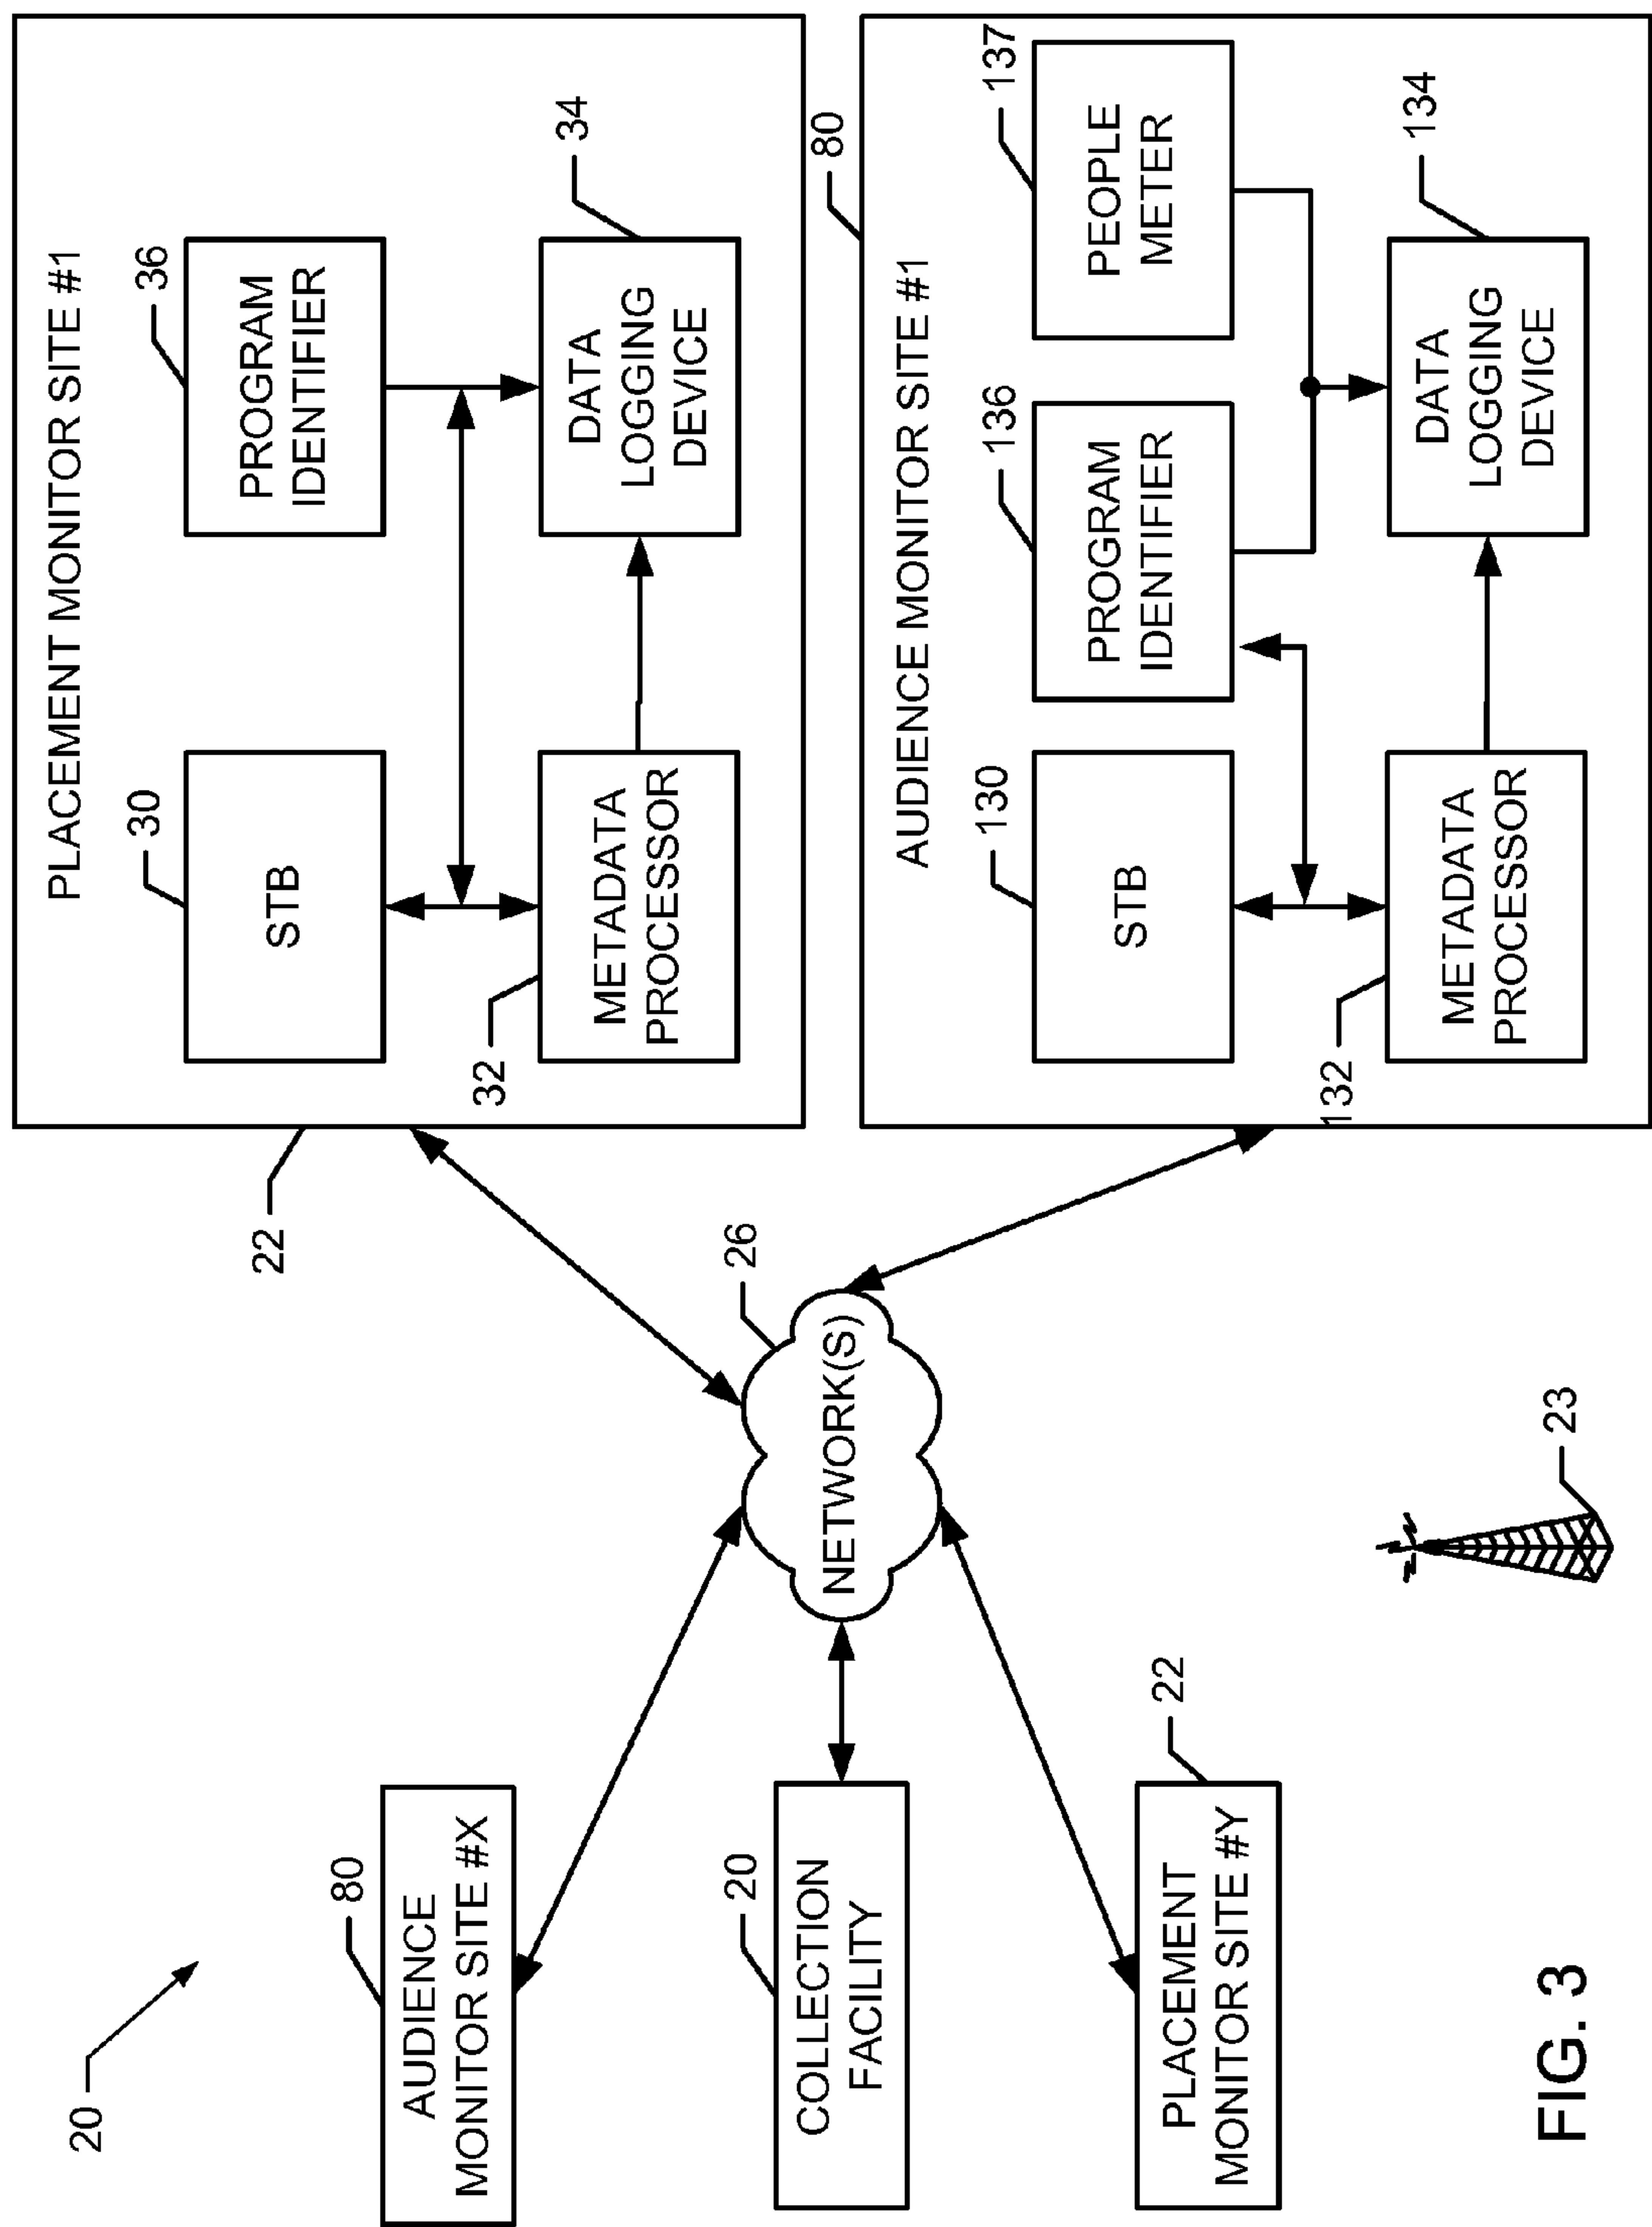 20
80
AUDIENCE
MONITOR SITE #X
20
COLLECTION
FACILITY
22
PLACEMENT
MONITOR SITE #Y
26
NETWORK(S)
23
22
PLACEMENT MONITOR SITE #1
30
STB
36
PROGRAM
IDENTIFIER
32
METADATA
PROCESSOR
34
DATA
LOGGING
DEVICE
80
AUDIENCE MONITOR SITE #1
130
STB
136
PROGRAM
IDENTIFIER
137
PEOPLE
METER
132
METADATA
PROCESSOR
134
DATA
LOGGING
DEVICE
FIG. 3